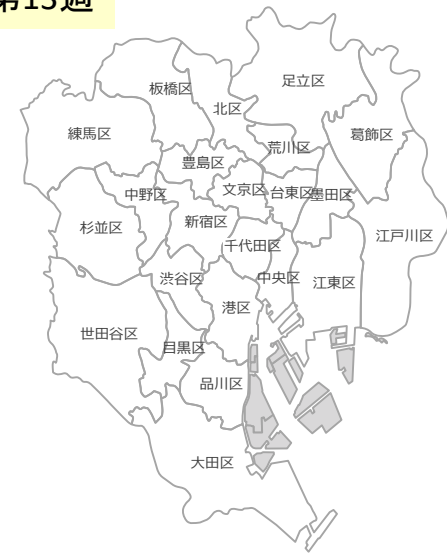 第15週
足立区
板橋区
北区
葛飾区
練馬区
荒川区
豊島区
中野区
文京区
台東区
墨田区
杉並区
新宿区
江戸川区
千代田区
渋谷区
中央区
江東区
港区
世田谷区
目黒区
品川区
大田区